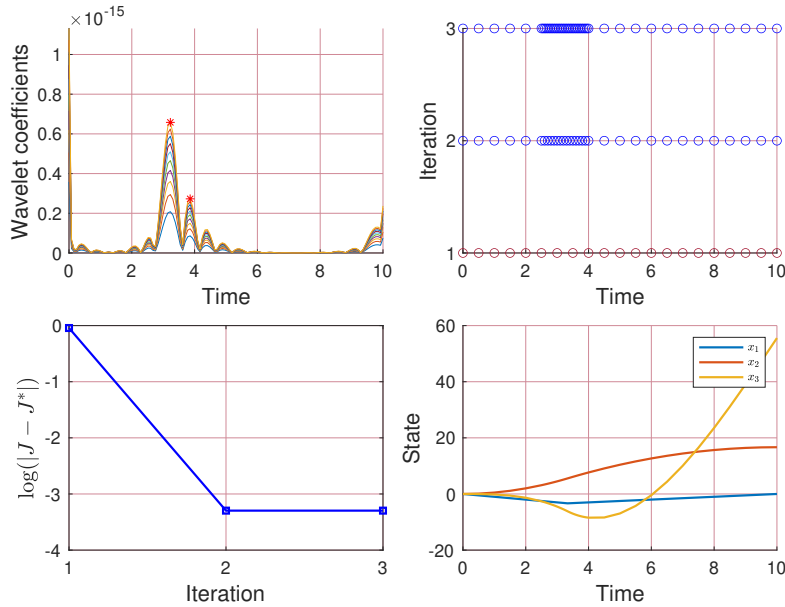 ×10^-15
Wavelet coefficients
1
0.8
0.6
0.4
0.2
0
0 2 4 6 8 10
Time
Iteration
3
2
1
0 2 4 6 8 10
Time
log(|J − J*|)
0
-1
-2
-3
-4
1 2 3
Iteration
State
60
40
20
0
-20
x₁
x₂
x₃
0 2 4 6 8 10
Time